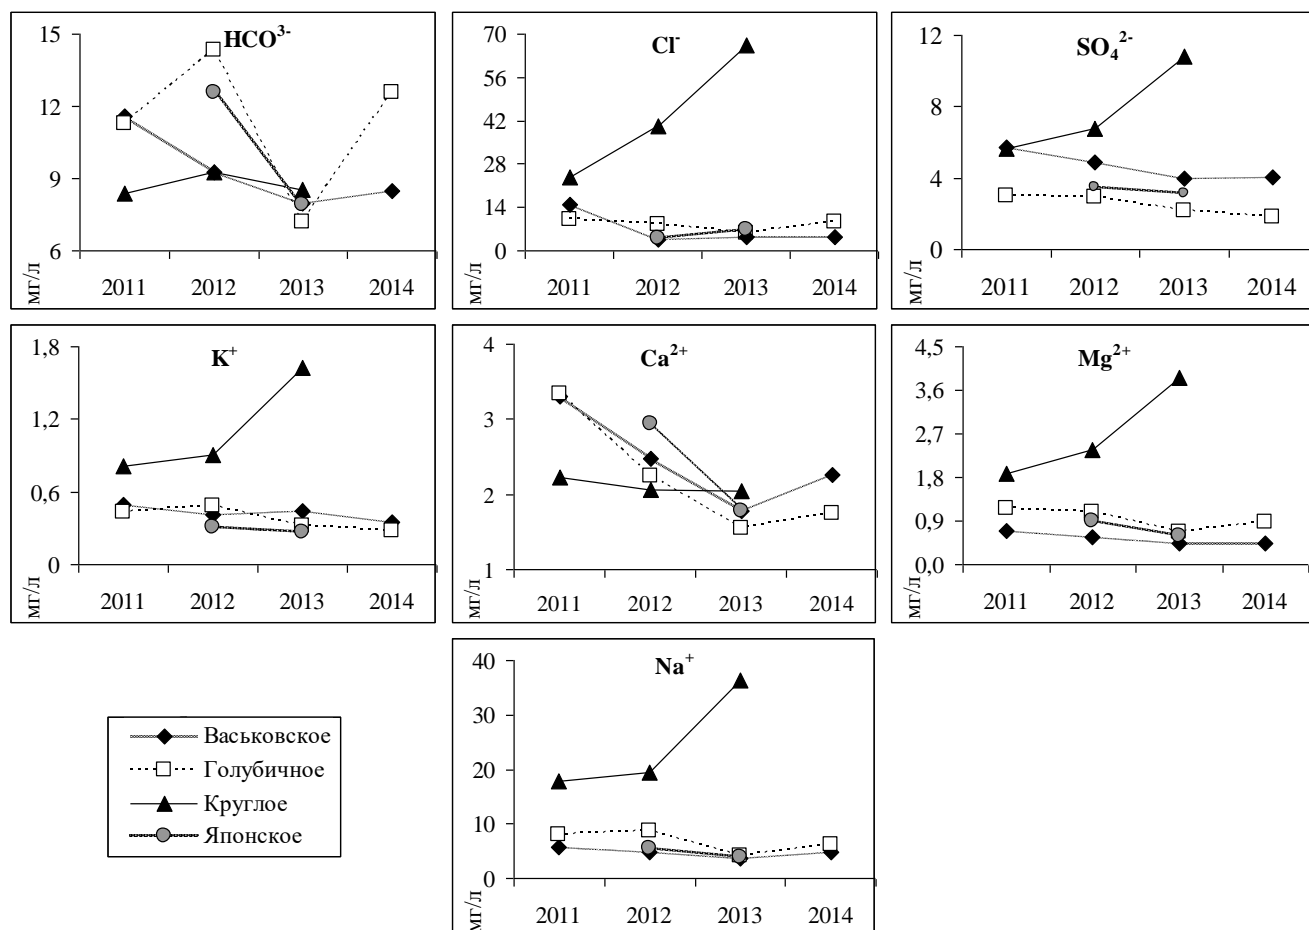 HCO³⁻
15
12
9
6
мг/л
2011 2012 2013 2014
Cl⁻
70
56
42
28
14
0
мг/л
2011 2012 2013 2014
SO₄²⁻
12
8
4
0
мг/л
2011 2012 2013 2014
K⁺
1,8
1,2
0,6
0
мг/л
2011 2012 2013 2014
Ca²⁺
4
3
2
1
мг/л
2011 2012 2013 2014
Mg²⁺
4,5
3,6
2,7
1,8
0,9
0,0
мг/л
2011 2012 2013 2014
Na⁺
40
30
20
10
0
мг/л
2011 2012 2013 2014
Васьковское
Голубичное
Круглое
Японское